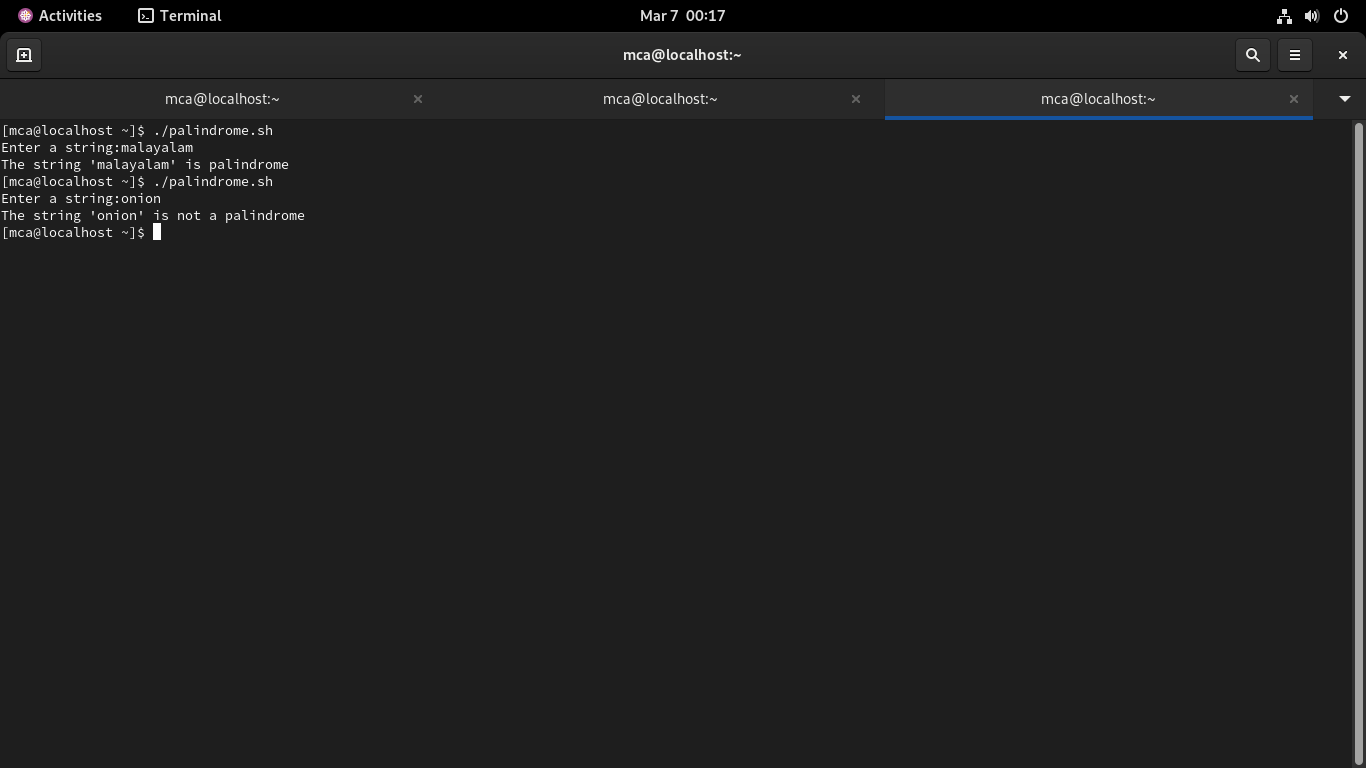 Activities
Terminal
Mar 7 00:17
mca@localhost:~
mca@localhost:~
mca@localhost:~
mca@localhost:~
[mca@localhost ~]$ ./palindrome.sh
Enter a string:malayalam
The string 'malayalam' is palindrome
[mca@localhost ~]$ ./palindrome.sh
Enter a string:onion
The string 'onion' is not a palindrome
[mca@localhost ~]$